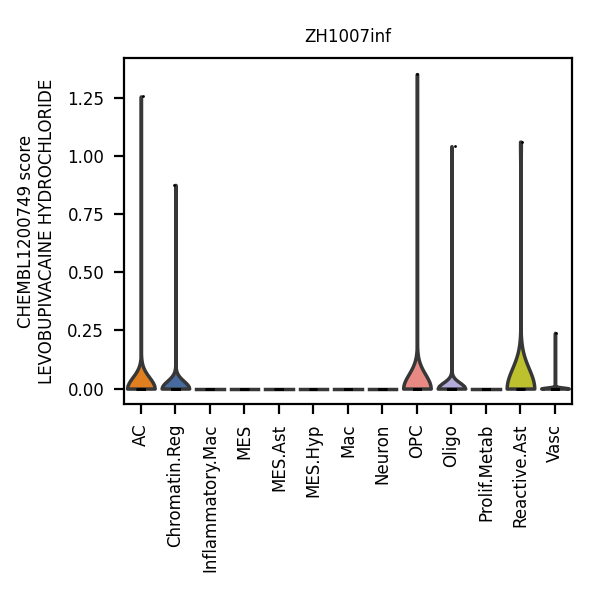 ZH1007inf
CHEMBL1200749 score
LEVOBUPIVACAINE HYDROCHLORIDE
1.25
1.00
0.75
0.50
0.25
0.00
AC
Chromatin.Reg
Inflammatory.Mac
MES
MES.Ast
MES.Hyp
Mac
Neuron
OPC
Oligo
Prolif.Metab
Reactive.Ast
Vasc